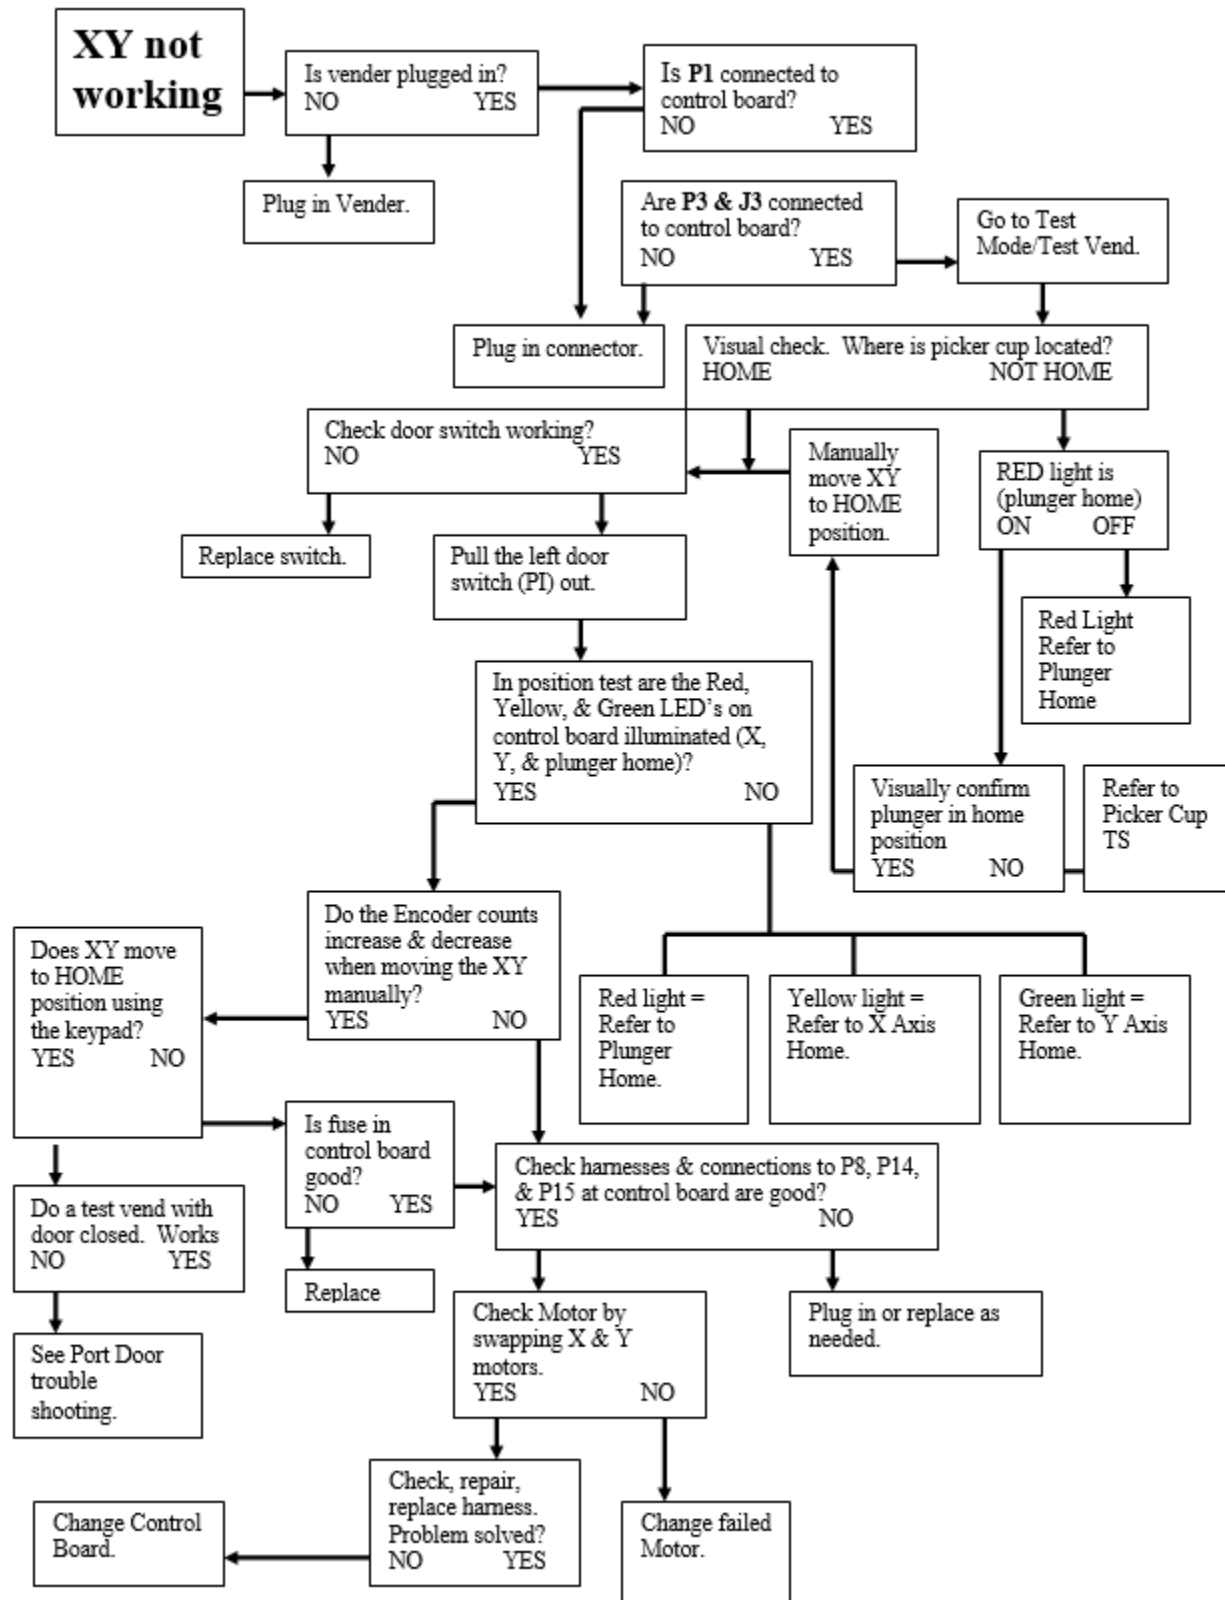 XY not
working
Is vender plugged in?
NO YES
Is P1 connected to
control board?
NO YES
Plug in Vender.
Are P3 & J3 connected
to control board?
NO YES
Go to Test
Mode/Test Vend.
Plug in connector.
Visual check. Where is picker cup located?
HOME NOT HOME
Check door switch working?
NO YES
Manually
move XY
to HOME
position.
RED light is
(plunger home)
ON OFF
Replace switch.
Pull the left door
switch (PI) out.
Red Light
Refer to
Plunger
Home
In position test are the Red,
Yellow, & Green LED’s on
control board illuminated (X,
Y, & plunger home)?
YES NO
Visually confirm
plunger in home
position
YES NO
Refer to
Picker Cup
TS
Do the Encoder counts
increase & decrease
when moving the XY
manually?
YES NO
Does XY move
to HOME
position using
the keypad?
YES NO
Red light =
Refer to
Plunger
Home.
Yellow light =
Refer to X Axis
Home.
Green light =
Refer to Y Axis
Home.
Is fuse in
control board
good?
NO YES
Check harnesses & connections to P8, P14,
& P15 at control board are good?
YES NO
Do a test vend with
door closed. Works
NO YES
Replace
Check Motor by
swapping X & Y
motors.
YES NO
Plug in or replace as
needed.
See Port Door
trouble
shooting.
Check, repair,
replace harness.
Problem solved?
NO YES
Change Control
Board.
Change failed
Motor.